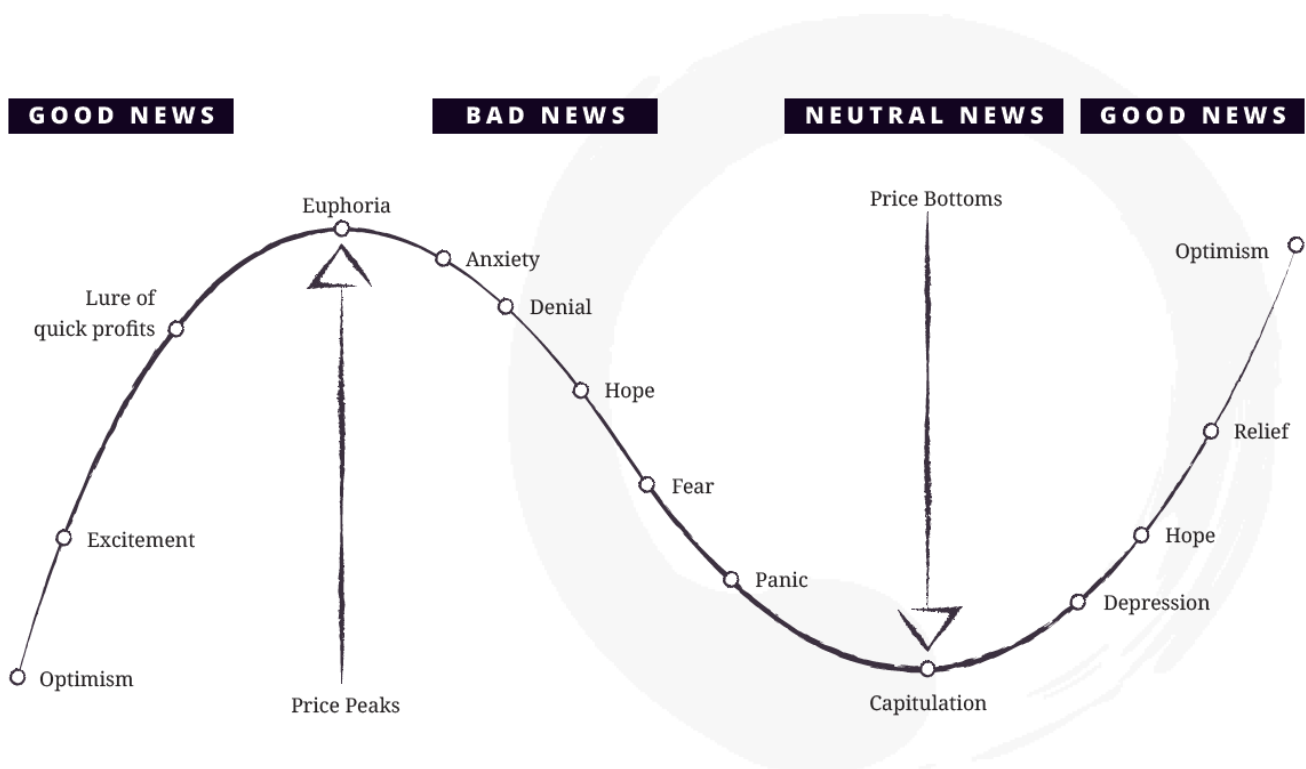 GOOD NEWS
BAD NEWS
NEUTRAL NEWS
GOOD NEWS
Euphoria
Price Bottoms
Anxiety
Optimism
Lure of
quick profits
Denial
Hope
Relief
Fear
Excitement
Hope
Panic
Depression
Optimism
Price Peaks
Capitulation